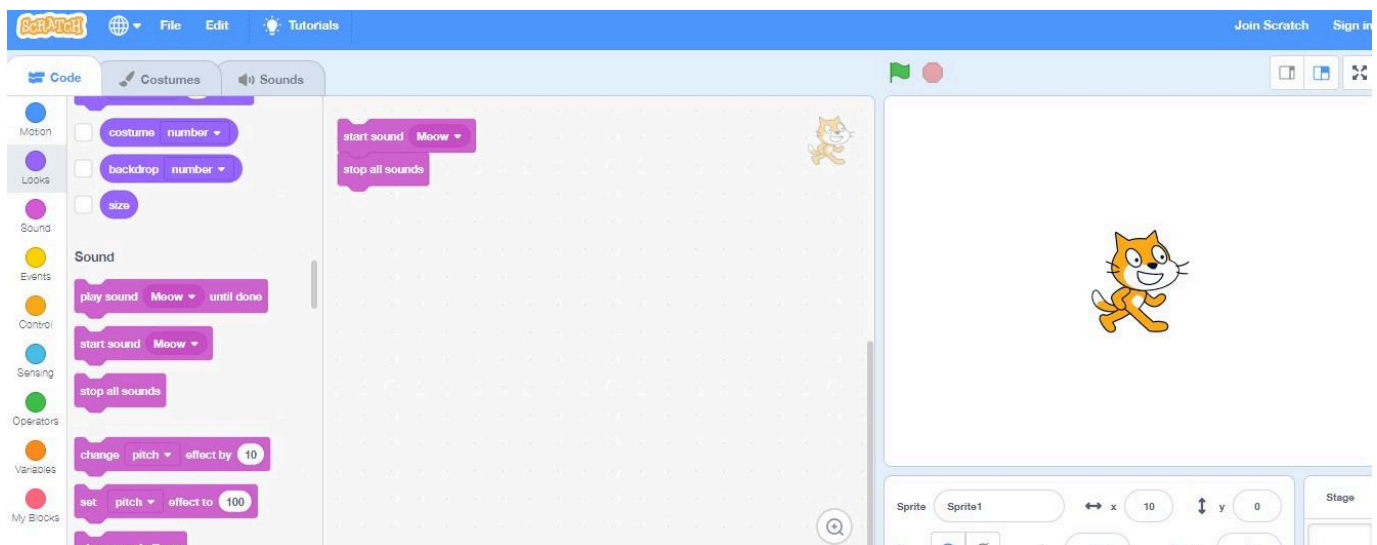 SCRATCH File Edit Tutorials Join Scratch Sign in
Code Costumes Sounds
Motion
Looks
Sound
Events
Control
Sensing
Operators
Variables
My Blocks
costume number
backdrop number
size
Sound
play sound Meow until done
start sound Meow
stop all sounds
change pitch effect by 10
set pitch effect to 100
start sound Meow
stop all sounds
Sprite Sprite1 x 10 y 0
Stage